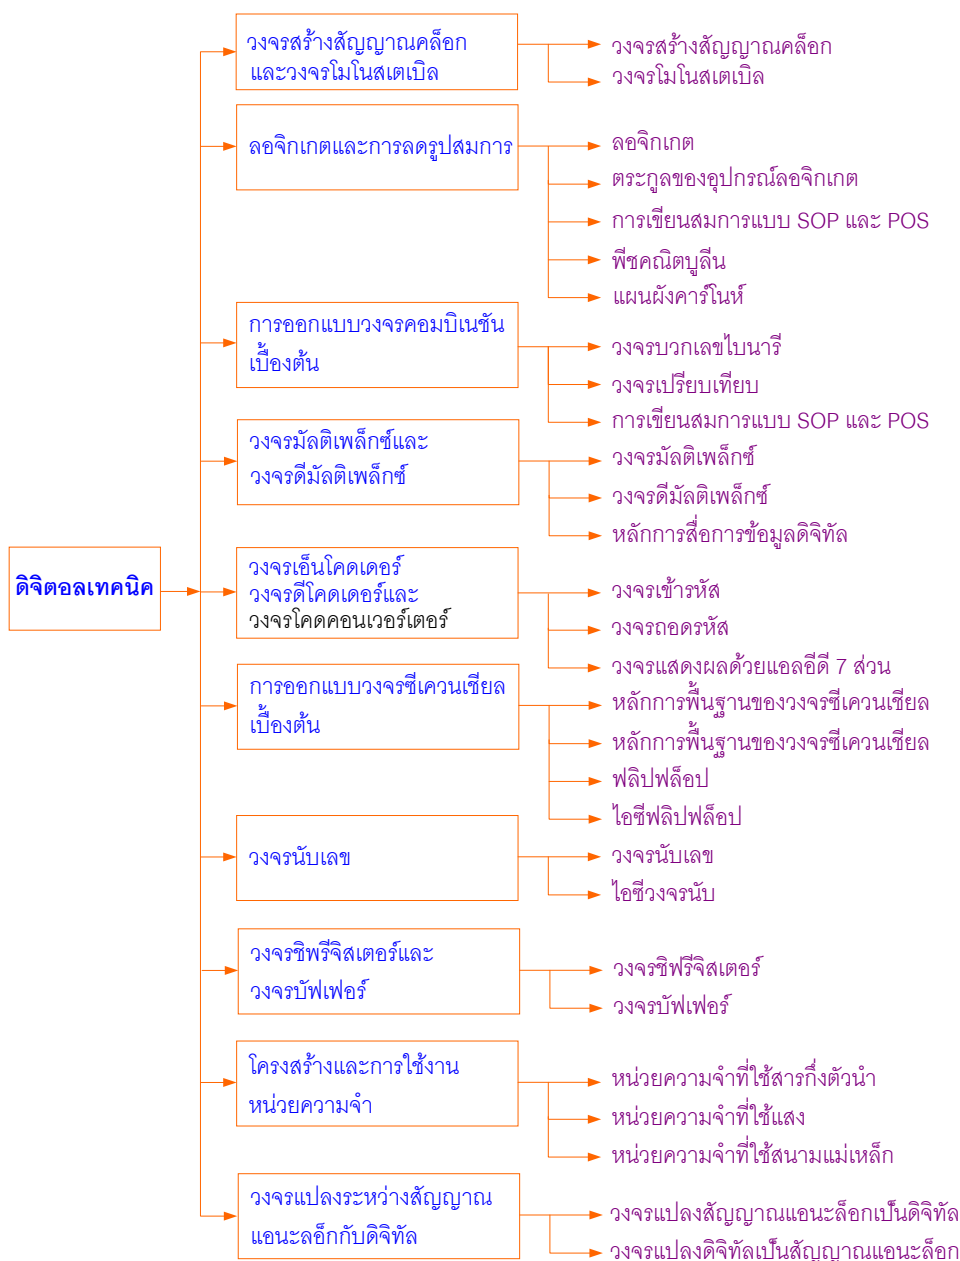 ดิจิตอลเทคนิค
วงจรสร้างสัญญาณคล็อก
และวงจรโมโนสเตเบิล
วงจรสร้างสัญญาณคล็อก
วงจรโมโนสเตเบิล
ลอจิกเกตและการลดรูปสมการ
ลอจิกเกต
ตระกูลของอุปกรณ์ลอจิกเกต
การเขียนสมการแบบ SOP และ POS
พีชคณิตบูลีน
แผนผังคาร์โนห์
การออกแบบวงจรคอมบิเนชัน
เบื้องต้น
วงจรบวกเลขไบนารี
วงจรเปรียบเทียบ
การเขียนสมการแบบ SOP และ POS
วงจรมัลติเพล็กซ์และ
วงจรดีมัลติเพล็กซ์
วงจรมัลติเพล็กซ์
วงจรดีมัลติเพล็กซ์
หลักการสื่อการข้อมูลดิจิทัล
วงจรเอ็นโคดเดอร์
วงจรดีโคดเดอร์และ
วงจรโคดคอนเวอร์เตอร์
วงจรเข้ารหัส
วงจรถอดรหัส
วงจรแสดงผลด้วยแอลอีดี 7 ส่วน
การออกแบบวงจรซีเควนเชียล
เบื้องต้น
หลักการพื้นฐานของวงจรซีเควนเชียล
หลักการพื้นฐานของวงจรซีเควนเชียล
ฟลิปฟล็อป
ไอซีฟลิปฟล็อป
วงจรนับเลข
วงจรนับเลข
ไอซีวงจรนับ
วงจรชิพรีจิสเตอร์และ
วงจรบัฟเฟอร์
วงจรชิฟรีจิสเตอร์
วงจรบัฟเฟอร์
โครงสร้างและการใช้งาน
หน่วยความจำ
หน่วยความจำที่ใช้สารกึ่งตัวนำ
หน่วยความจำที่ใช้แสง
หน่วยความจำที่ใช้สนามแม่เหล็ก
วงจรแปลงระหว่างสัญญาณ
แอนะลอ็กกับดิจิทัล
วงจรแปลงสัญญาณแอนะล็อกเป็นดิจิทัล
วงจรแปลงดิจิทัลเป็นสัญญาณแอนะล็อก